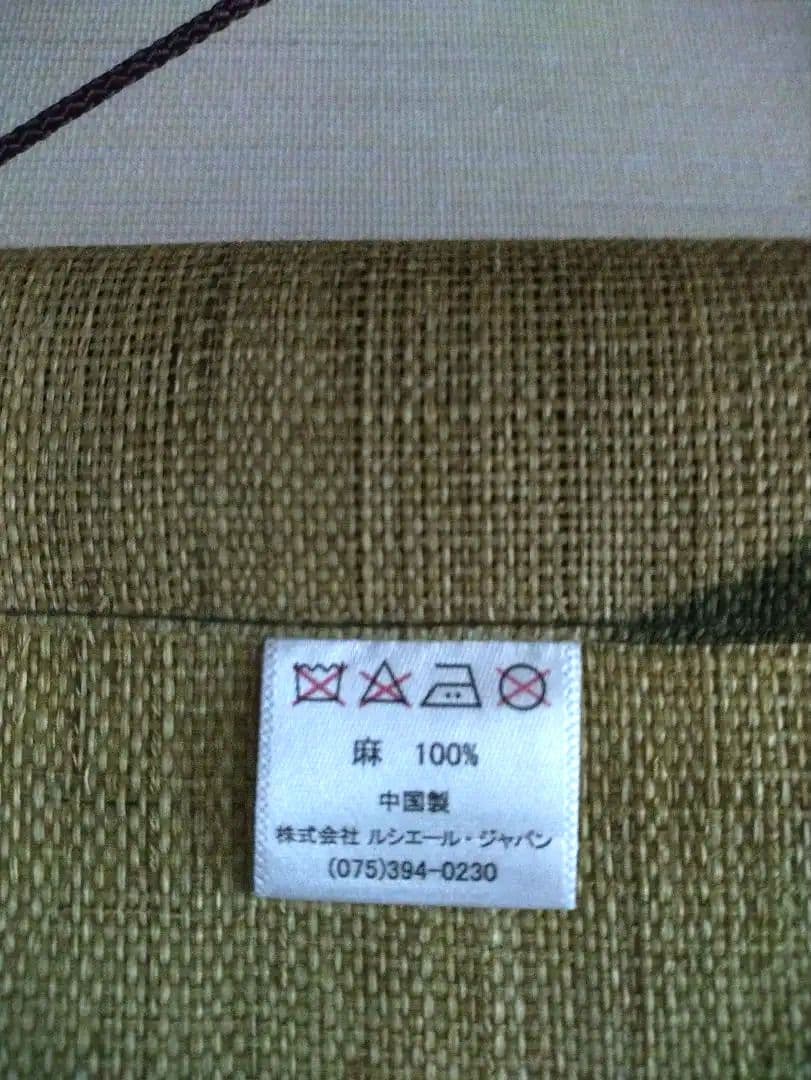 麻 100%
中国製
株式会社 ルシエール・ジャパン
(075)394-0230